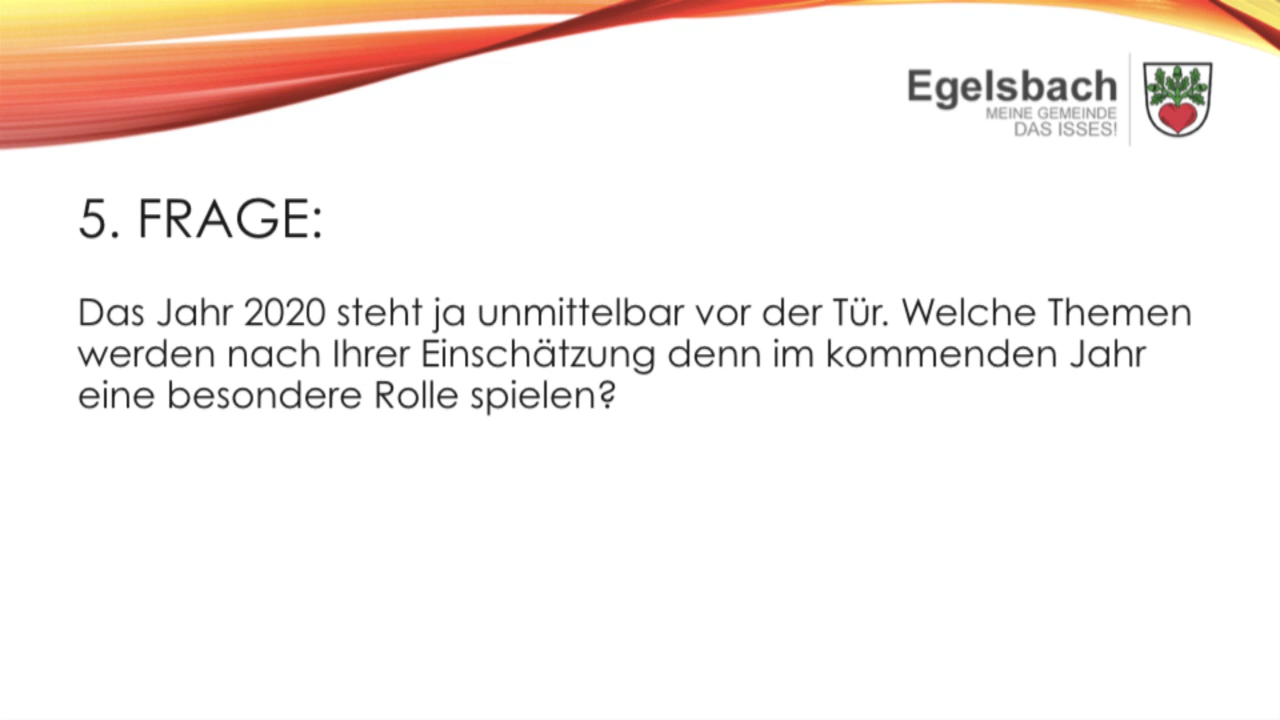 Egelsbach
MEINE GEMEINDE
DAS ISSES!
5. FRAGE:
Das Jahr 2020 steht ja unmittelbar vor der Tür. Welche Themen
werden nach Ihrer Einschätzung denn im kommenden Jahr
eine besondere Rolle spielen?